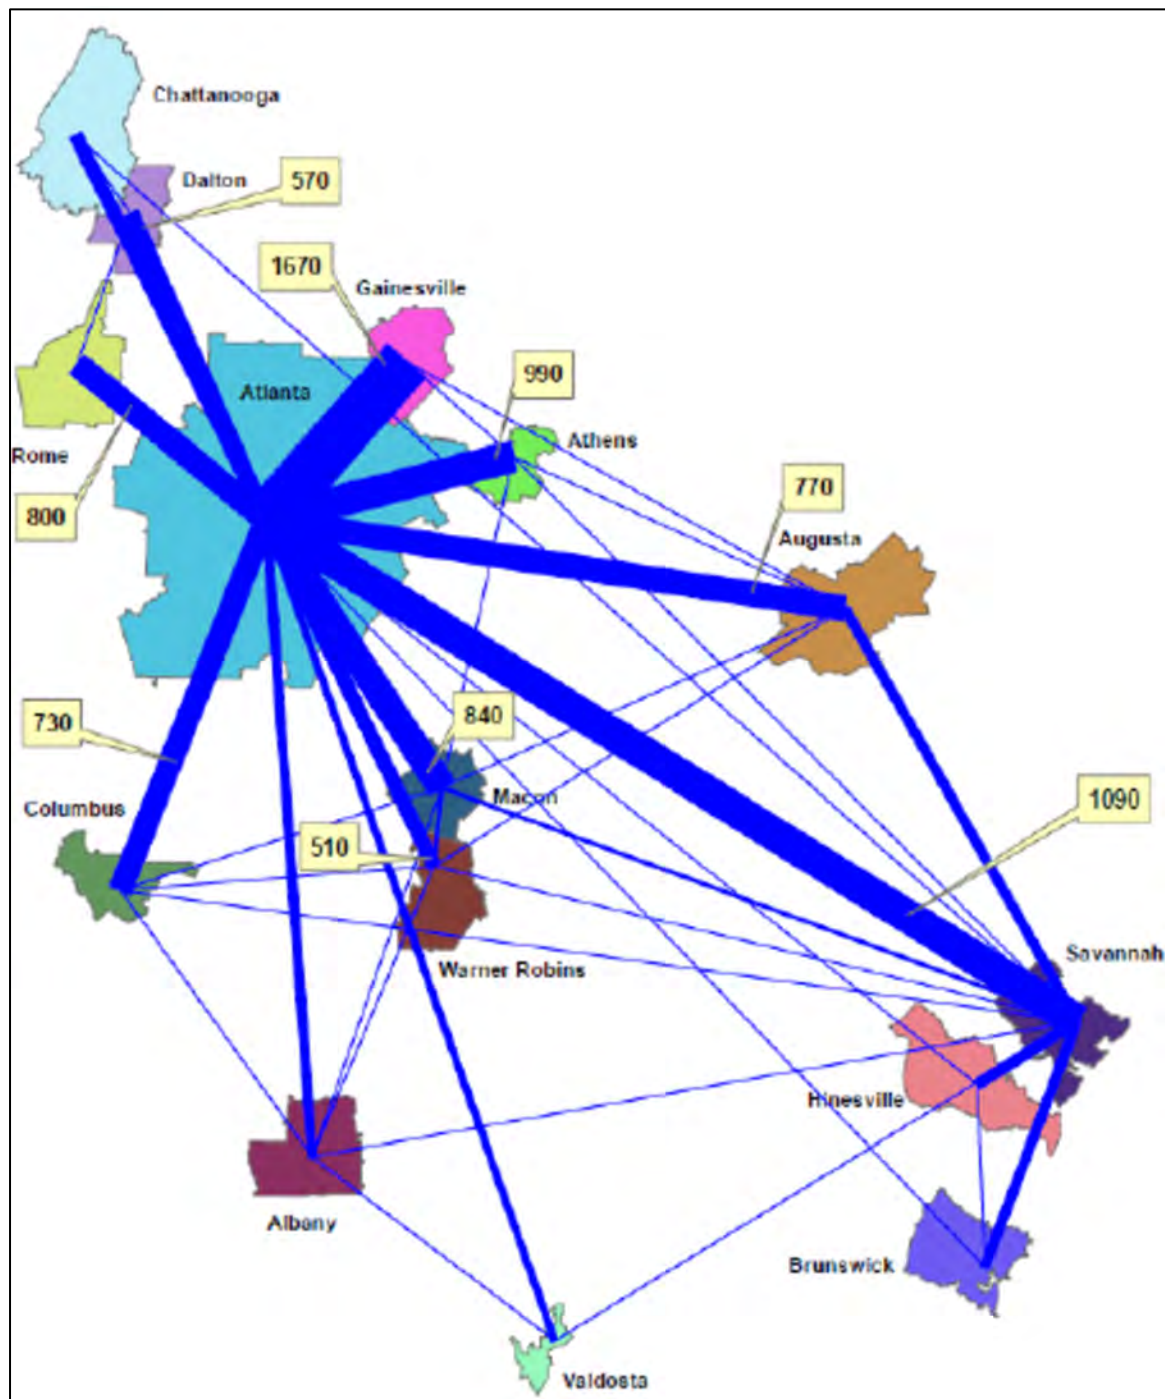 Chattanooga
Dalton
570
1670
Gainesville
Atlanta
990
Athens
Rome
800
770
Augusta
730
840
Columbus
Macon
1090
510
Savannah
Warner Robins
Hinesville
Albany
Brunswick
Valdosta